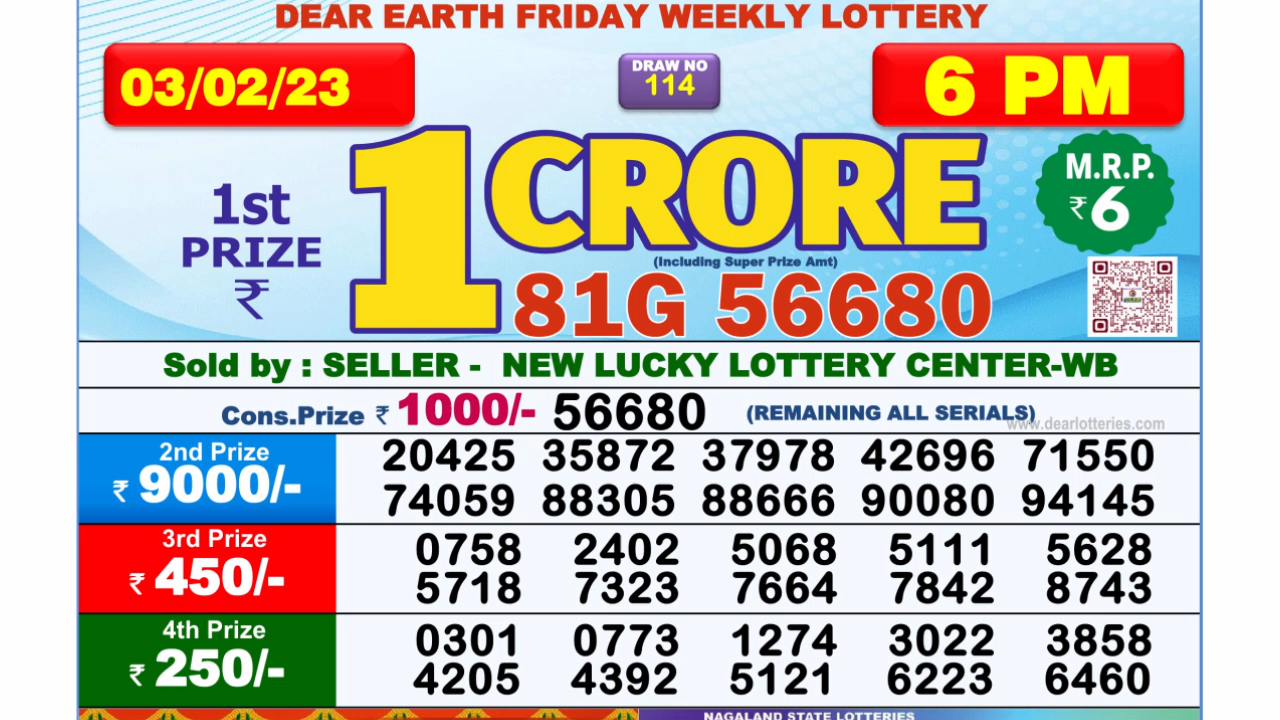 DEAR EARTH FRIDAY WEEKLY LOTTERY
03/02/23
DRAW NO
114
6 PM
1st
PRIZE
₹
1 CRORE
(Including Super Prize Amt)
M.R.P.
₹ 6
81G 56680
Sold by : SELLER - NEW LUCKY LOTTERY CENTER-WB
Cons.Prize ₹ 1000/- 56680 (REMAINING ALL SERIALS)
www.dearlotteries.com
2nd Prize
₹ 9000/-
20425 35872 37978 42696 71550
74059 88305 88666 90080 94145
3rd Prize
₹ 450/-
0758 2402 5068 5111 5628
5718 7323 7664 7842 8743
4th Prize
₹ 250/-
0301 0773 1274 3022 3858
4205 4392 5121 6223 6460
NAGALAND STATE LOTTERIES